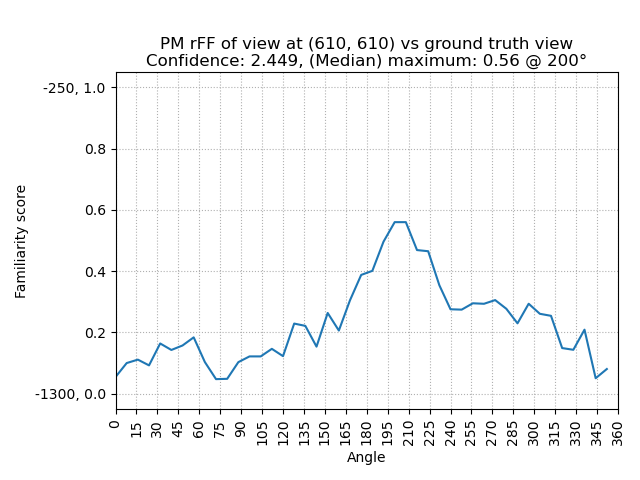 PM rFF of view at (610, 610) vs ground truth view
Confidence: 2.449, (Median) maximum: 0.56 @ 200°
Familiarity score
-250, 1.0
0.8
0.6
0.4
0.2
-1300, 0.0
0 15 30 45 60 75 90 105 120 135 150 165 180 195 210 225 240 255 270 285 300 315 330 345 360
Angle